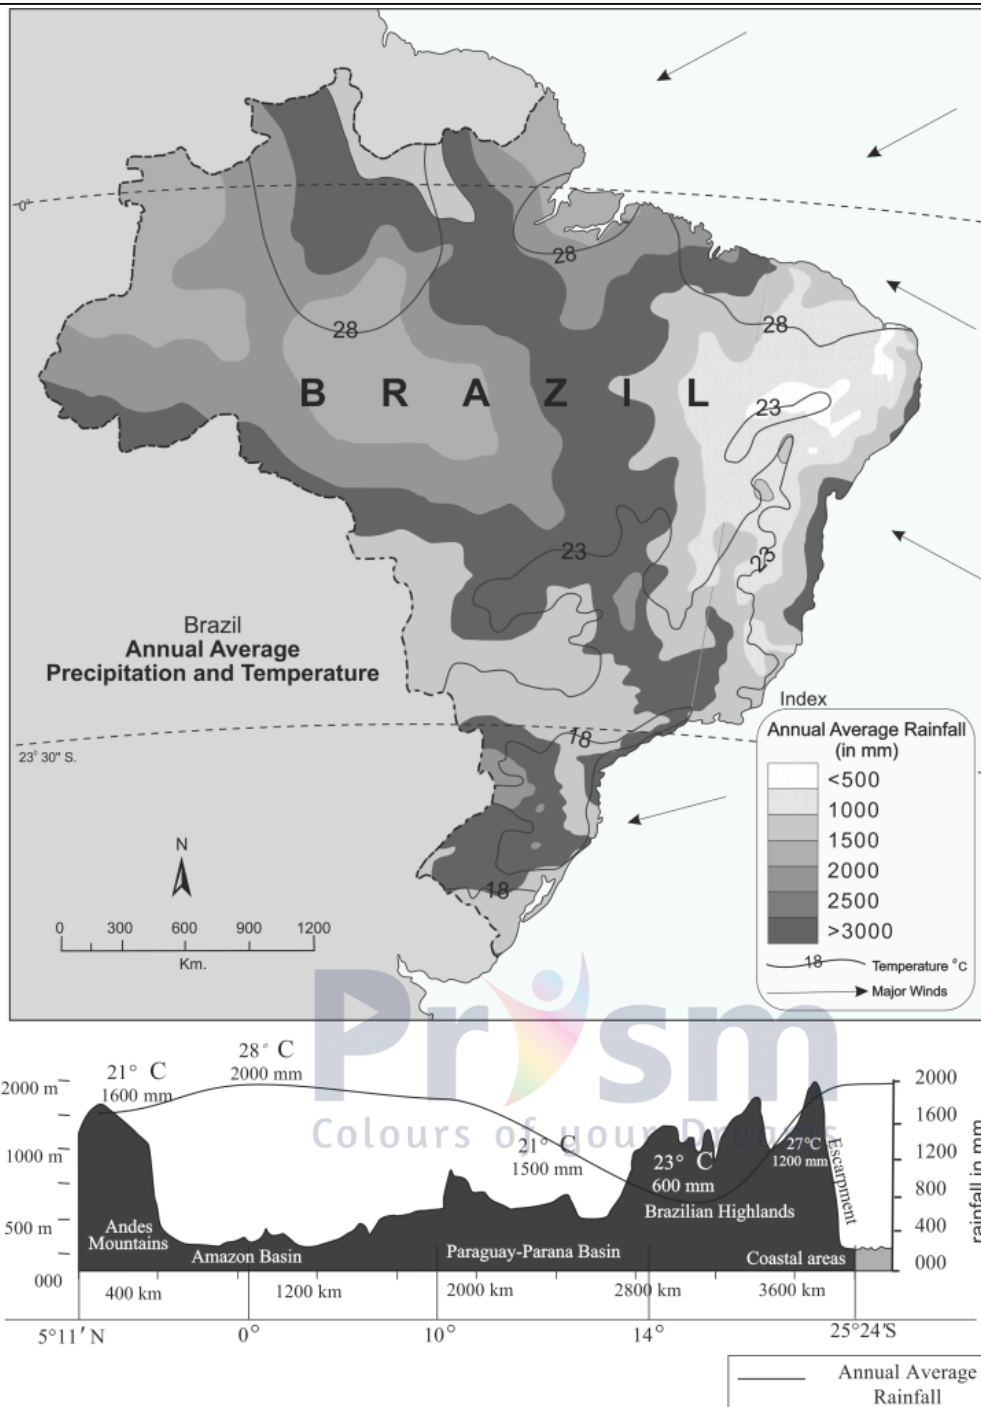 0°
28
28
28
B R A Z I L
23
23
23
Brazil
Annual Average
Precipitation and Temperature
23° 30" S.
18
18
N
0 300 600 900 1200
Km.
Index
Annual Average Rainfall
(in mm)
<500
1000
1500
2000
2500
>3000
18 Temperature °C
Major Winds
Prism
Colours of your Dreams
2000 m
1000 m
500 m
000
21° C
1600 mm
28° C
2000 mm
21° C
1500 mm
23° C
600 mm
27°C
1200 mm
Andes
Mountains
Amazon Basin
Paraguay-Parana Basin
Brazilian Highlands
Escarpment
Coastal areas
2000
1600
1200
800
400
000
rainfall in mm
400 km 1200 km 2000 km 2800 km 3600 km
5°11' N 0° 10° 14° 25°24'S
Annual Average
Rainfall